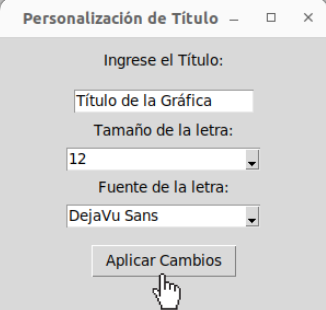 Personalización de Título
Ingrese el Título:
Título de la Gráfica
Tamaño de la letra:
12
Fuente de la letra:
DejaVu Sans
Aplicar Cambios